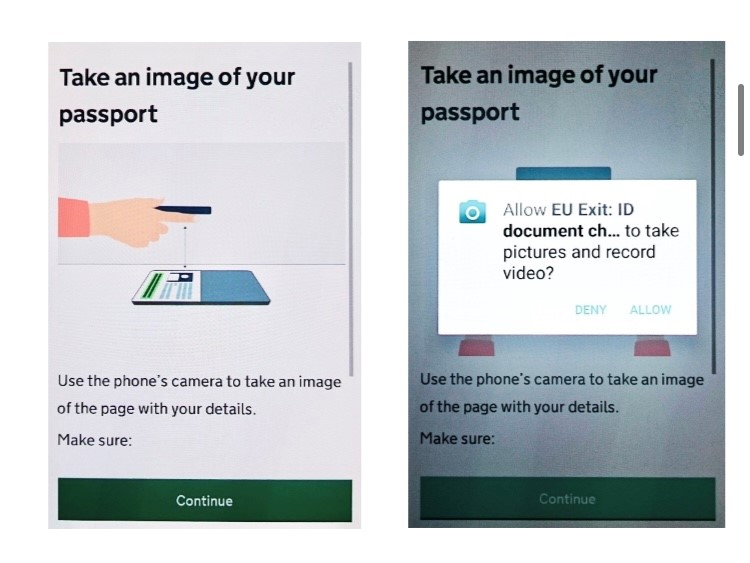 Take an image of your
passport
Use the phone's camera to take an image
of the page with your details.
Make sure:
Continue
Take an image of your
passport
Allow EU Exit: ID
document ch... to take
pictures and record
video?
DENY
ALLOW
Use the phone's camera to take an image
of the page with your details.
Make sure:
Continue